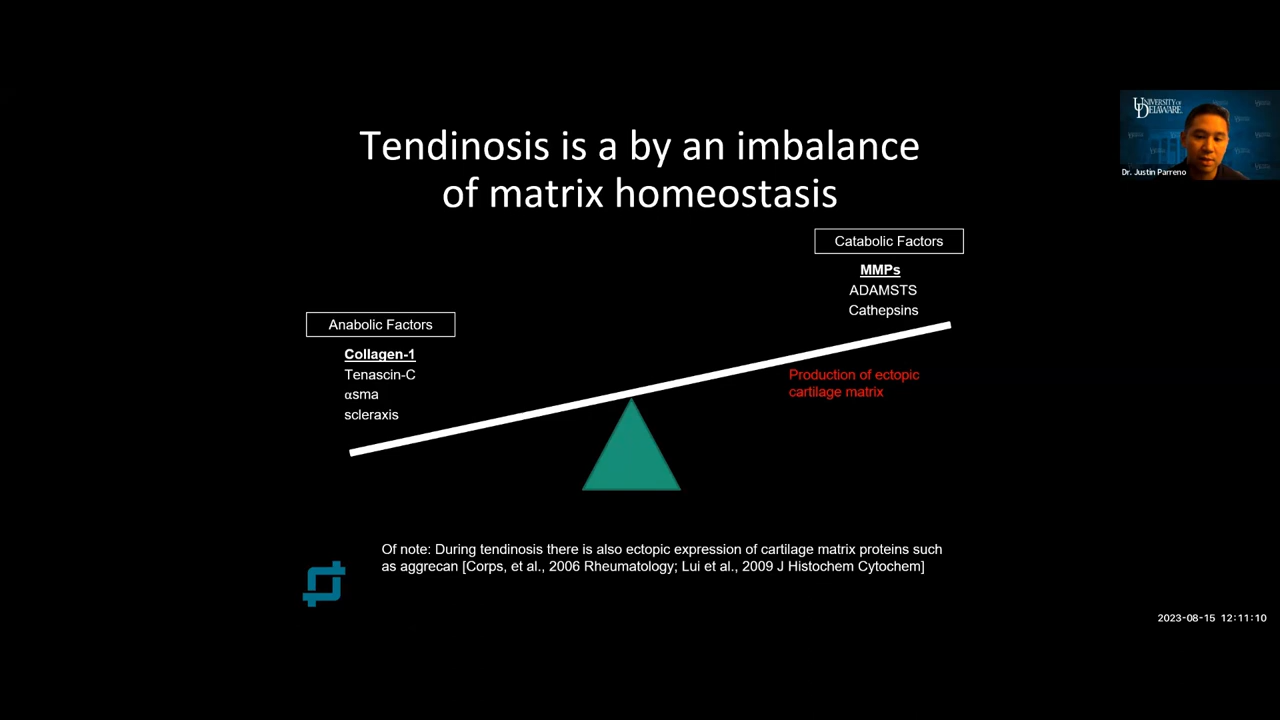 Tendinosis is a by an imbalance
of matrix homeostasis
UNIVERSITY OF
DELAWARE
Dr. Justin Parreno
Catabolic Factors
MMPs
ADAMSTS
Cathepsins
Anabolic Factors
Collagen-1
Tenascin-C
αsma
scleraxis
Production of ectopic
cartilage matrix
Of note: During tendinosis there is also ectopic expression of cartilage matrix proteins such
as aggrecan [Corps, et al., 2006 Rheumatology; Lui et al., 2009 J Histochem Cytochem]
2023-08-15 12:11:10